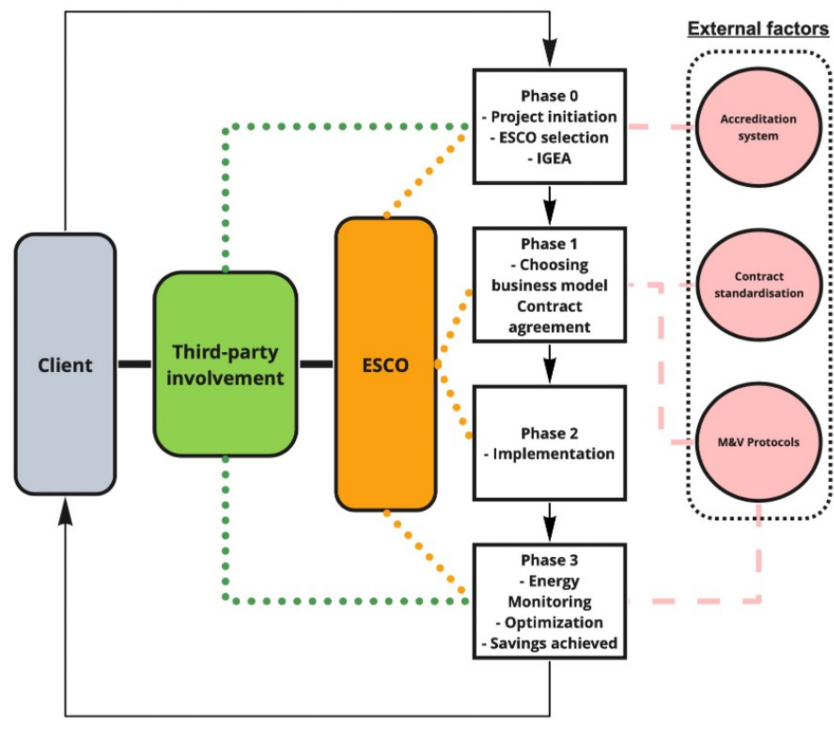 External factors
Phase 0
- Project initiation
- ESCO selection
- IGEA
Accreditation
system
Phase 1
- Choosing
business model
Contract
agreement
Contract
standardisation
Client
Third-party
involvement
ESCO
Phase 2
- Implementation
M&V Protocols
Phase 3
- Energy
Monitoring
- Optimization
- Savings achieved